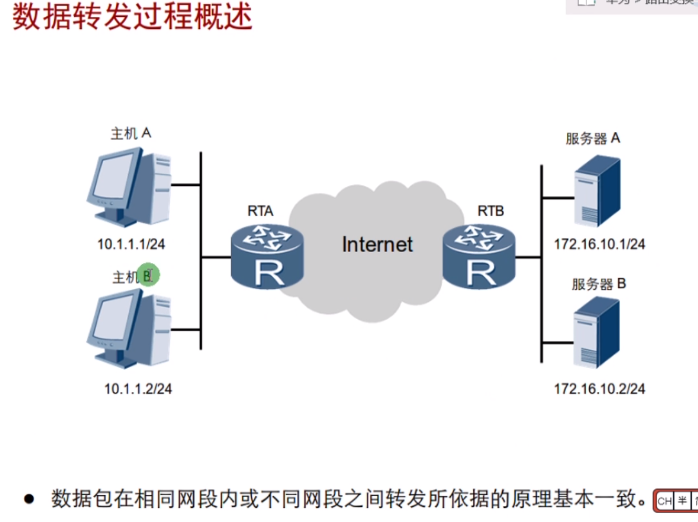 数据转发过程概述
主机 A
服务器 A
RTA
RTB
Internet
10.1.1.1/24
172.16.10.1/24
R
R
主机 B
服务器 B
10.1.1.2/24
172.16.10.2/24
● 数据包在相同网段内或不同网段之间转发所依据的原理基本一致。
CH 半